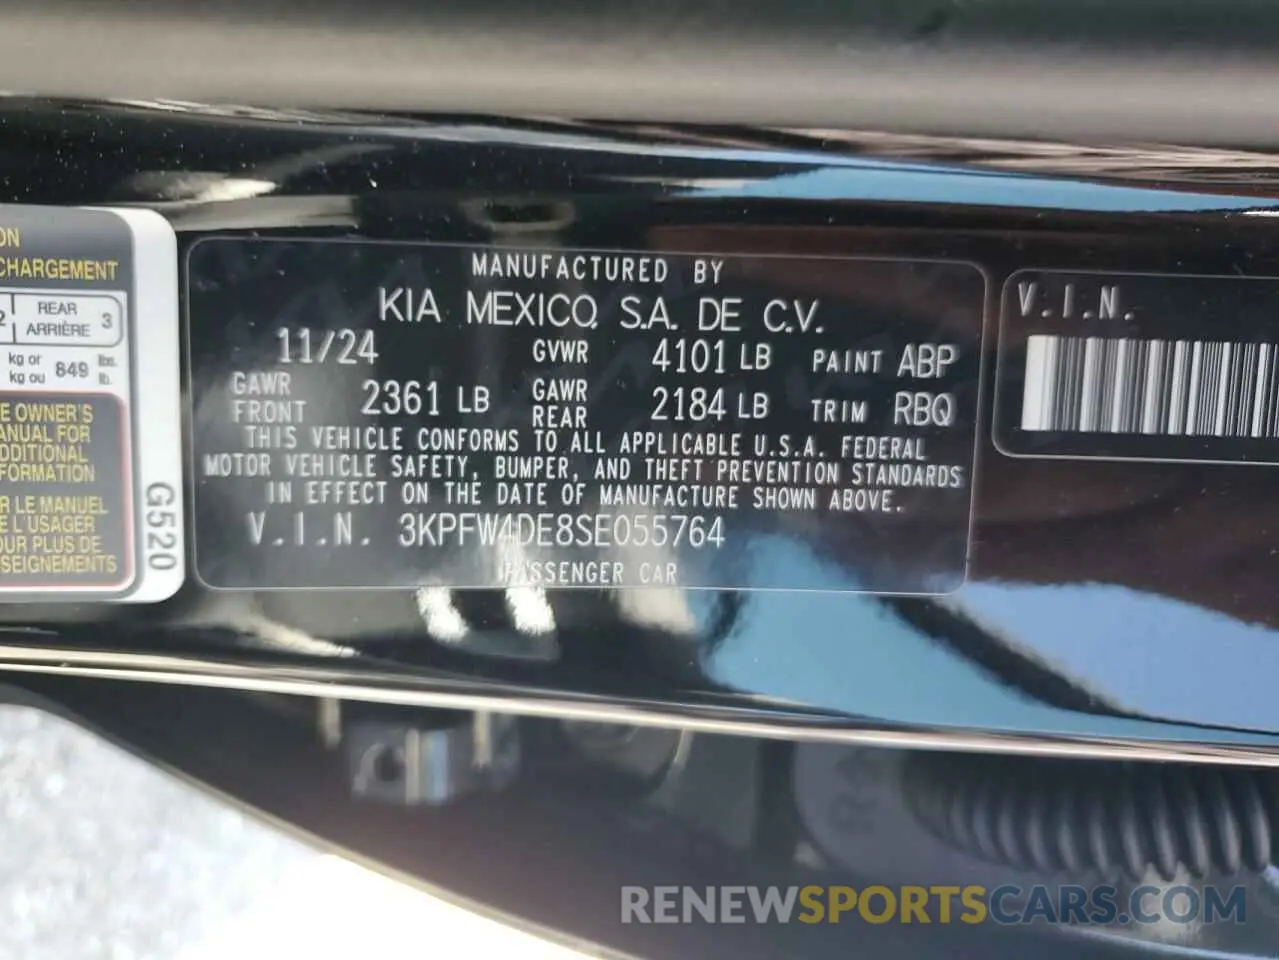 ON
CHARGEMENT
2 REAR ARRIÈRE 3
kg or kg ou 849 lbs. lb.
E OWNER'S
ANUAL FOR
DDITIONAL
FORMATION
R LE MANUEL
E L'USAGER
OUR PLUS DE
SEIGNEMENTS
G520
MANUFACTURED BY
KIA MEXICO, S.A. DE C.V.
11/24 GVWR 4101 LB PAINT ABP
GAWR FRONT 2361 LB GAWR REAR 2184 LB TRIM RBQ
THIS VEHICLE CONFORMS TO ALL APPLICABLE U.S.A. FEDERAL
MOTOR VEHICLE SAFETY, BUMPER, AND THEFT PREVENTION STANDARDS
IN EFFECT ON THE DATE OF MANUFACTURE SHOWN ABOVE.
V.I.N. 3KPFW4DE8SE055764
PASSENGER CAR
V.I.N.
RENEWSPORTSCARS.COM